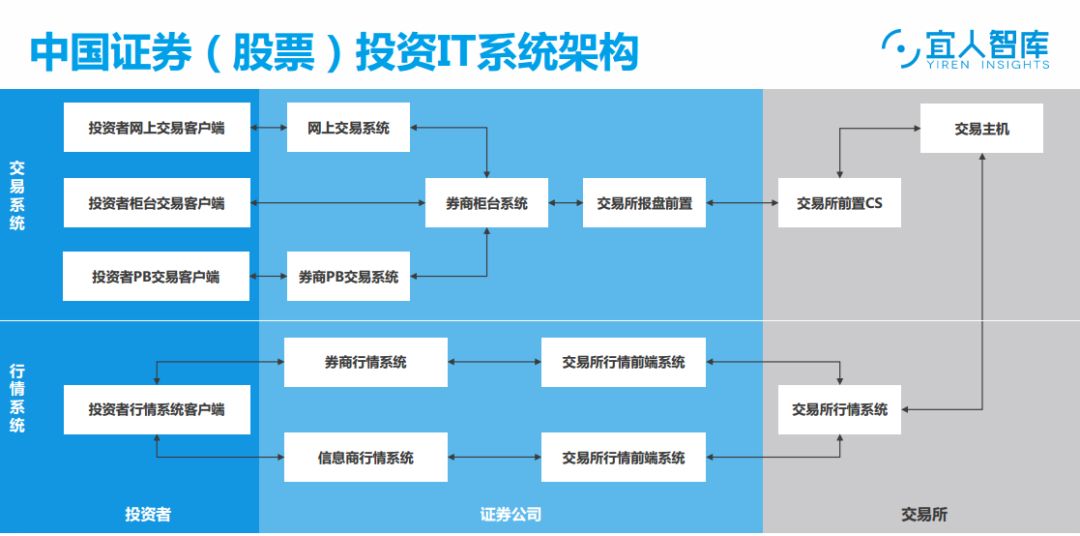 中国证券（股票）投资IT系统架构
宜人智库
YIREN INSIGHTS
交易系统
投资者网上交易客户端
网上交易系统
交易主机
投资者柜台交易客户端
券商柜台系统
交易所报盘前置
交易所前置CS
投资者PB交易客户端
券商PB交易系统
行情系统
券商行情系统
交易所行情前端系统
投资者行情系统客户端
交易所行情系统
信息商行情系统
交易所行情前端系统
投资者
证券公司
交易所